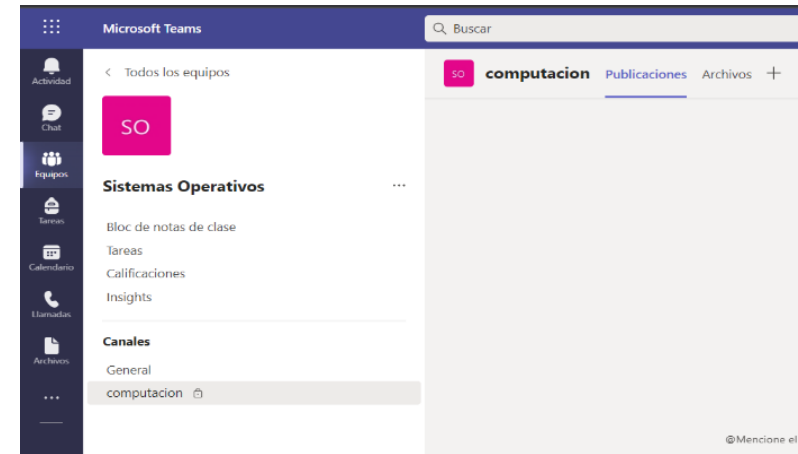 Microsoft Teams
Buscar
Actividad
Chat
Equipos
Tareas
Calendario
Llamadas
Archivos
...
< Todos los equipos
SO
Sistemas Operativos ...
Bloc de notas de clase
Tareas
Calificaciones
Insights
Canales
General
computacion
SO computacion Publicaciones Archivos +
@Mencione el